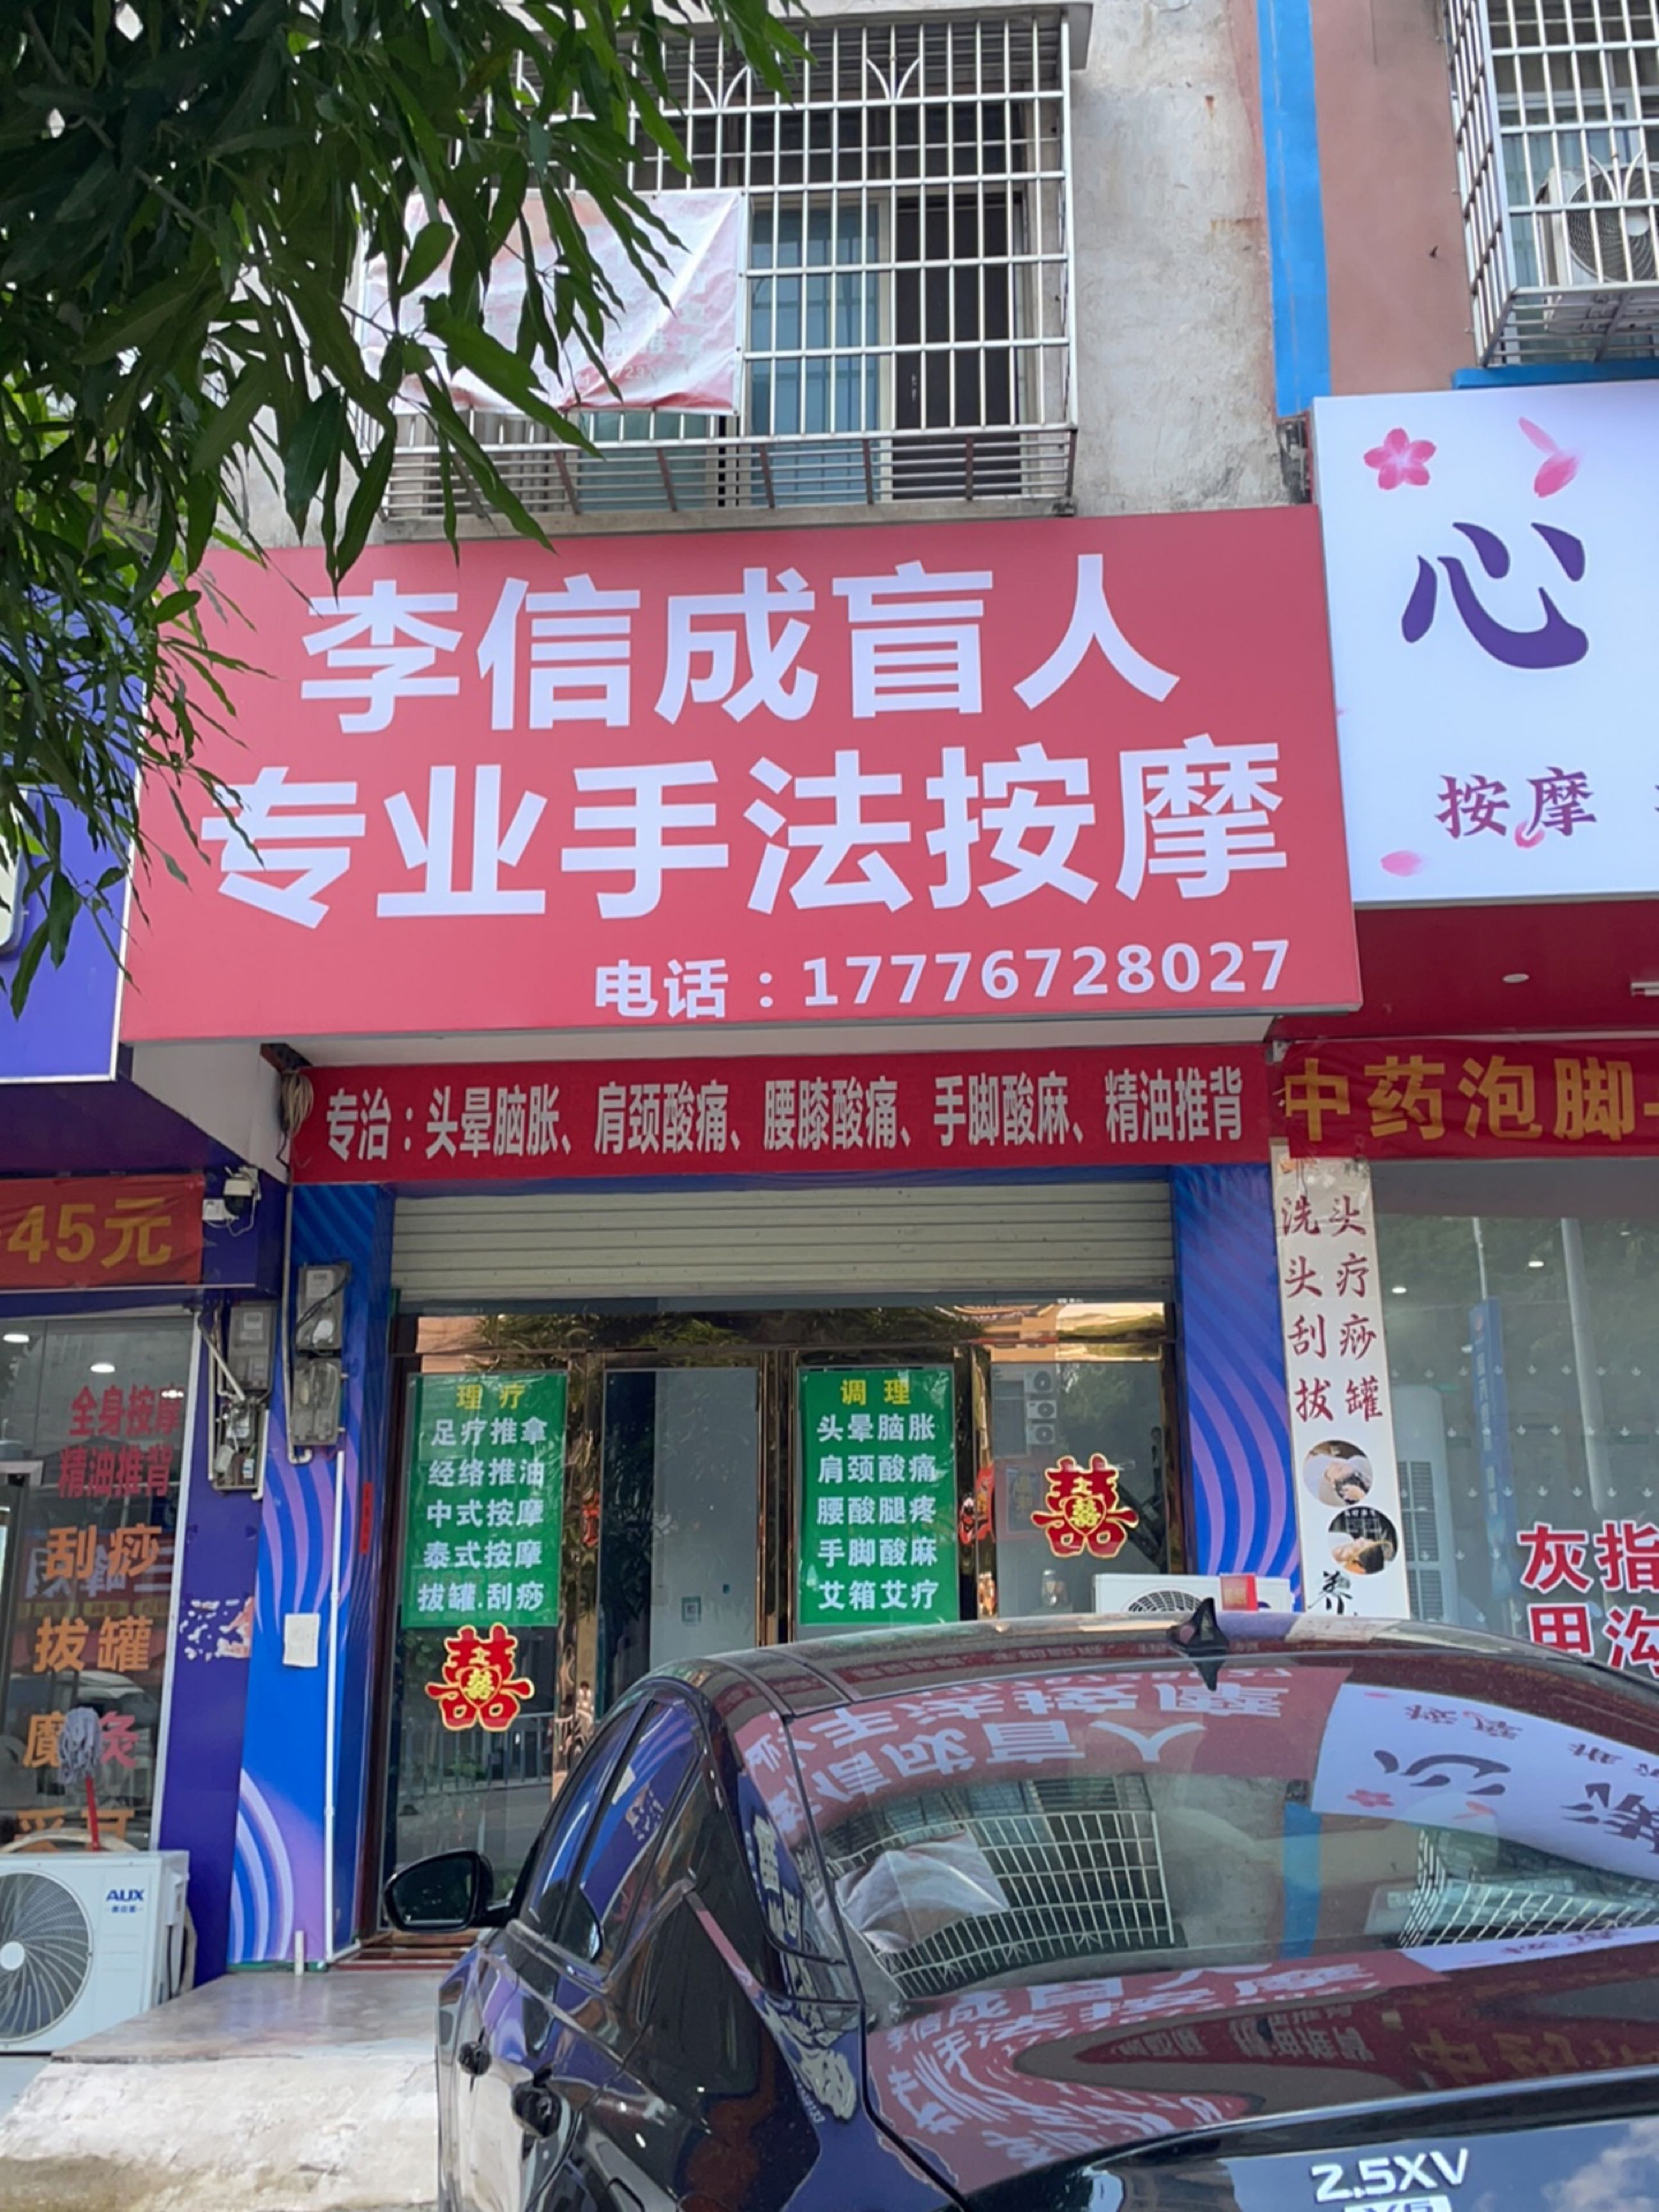 李信成盲人
专业手法按摩
电话：17776728027
心
按摩
专治：头晕脑胀、肩颈酸痛、腰膝酸痛、手脚酸麻、精油推背
中药泡脚
45元
洗头
头疗
刮痧
拔罐
全身按摩
精油推背
刮痧
拔罐
理疗
足疗推拿
经络推油
中式按摩
泰式按摩
拔罐.刮痧
调理
头晕脑胀
肩颈酸痛
腰酸腿疼
手脚酸麻
艾箱艾疗
囍
囍
灰指
甲沟
AUX
2.5XV